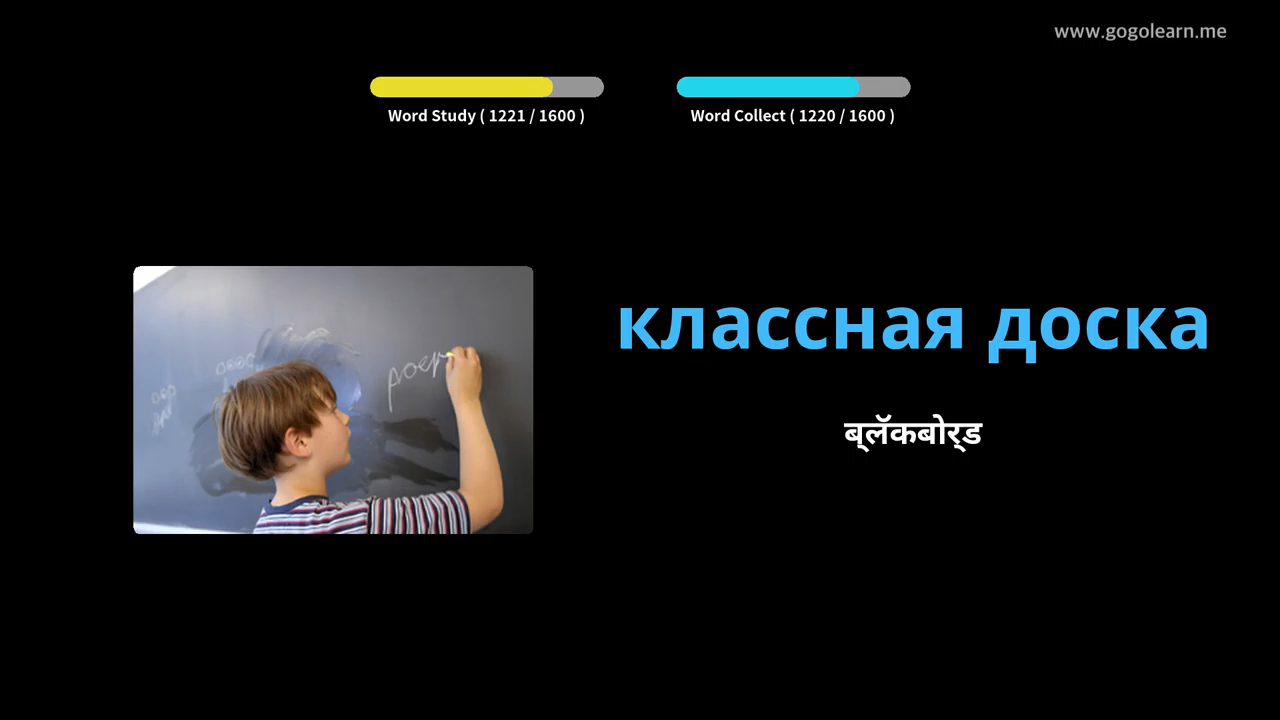 www.gogolearn.me
Word Study ( 1221 / 1600 )
Word Collect ( 1220 / 1600 )
классная доска
ब्लॅकबोर्ड